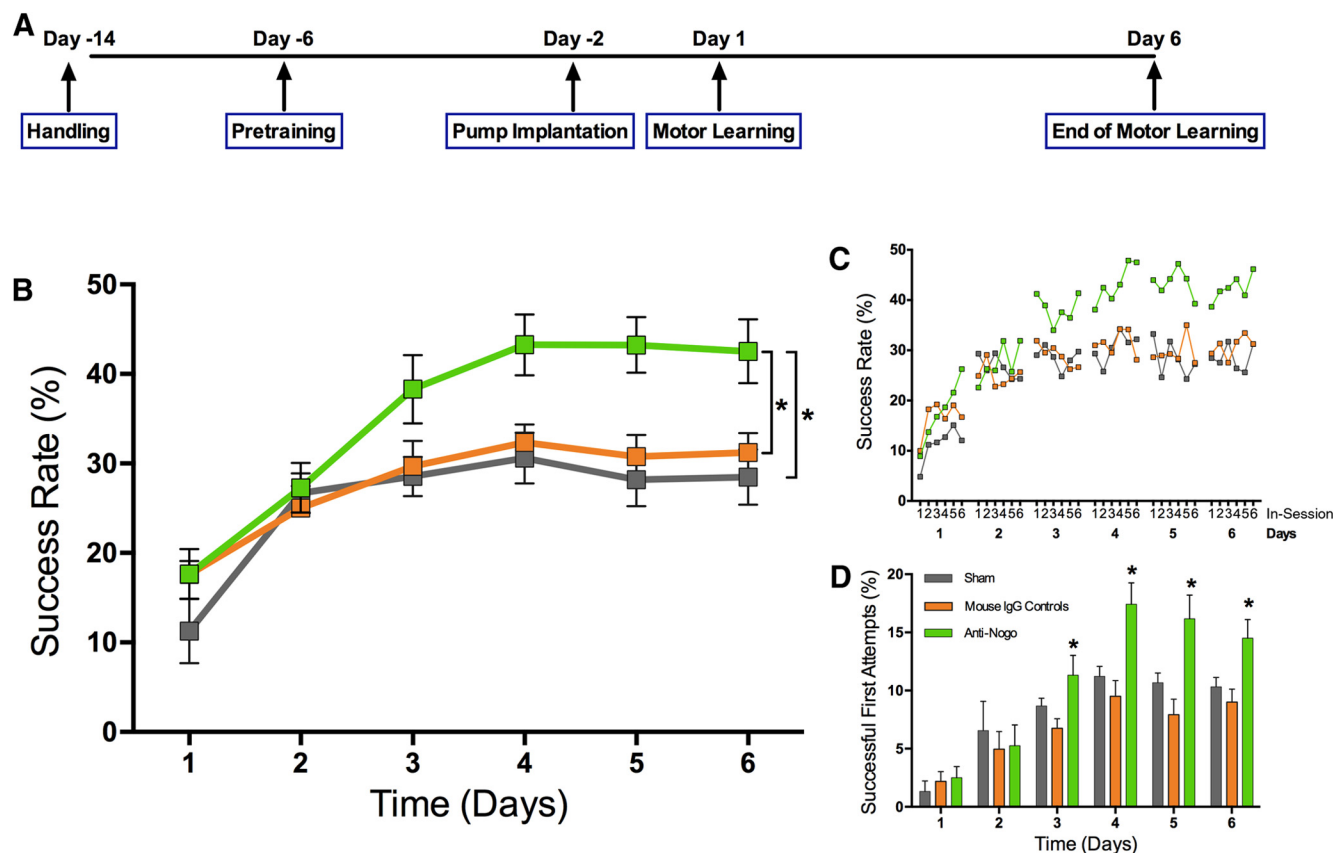 A
Day -14 Day -6 Day -2 Day 1 Day 6
Handling Pretraining Pump Implantation Motor Learning End of Motor Learning
B
Success Rate (%)
50
40
30
20
10
0
* *
1 2 3 4 5 6
Time (Days)
C
Success Rate (%)
50
40
30
20
10
0
123456 123456 123456 123456 123456 123456 In-Session
1 2 3 4 5 6 Days
D
Successful First Attempts (%)
20
15
10
5
0
Sham
Mouse IgG Controls
Anti-Nogo
* * * *
1 2 3 4 5 6
Time (Days)